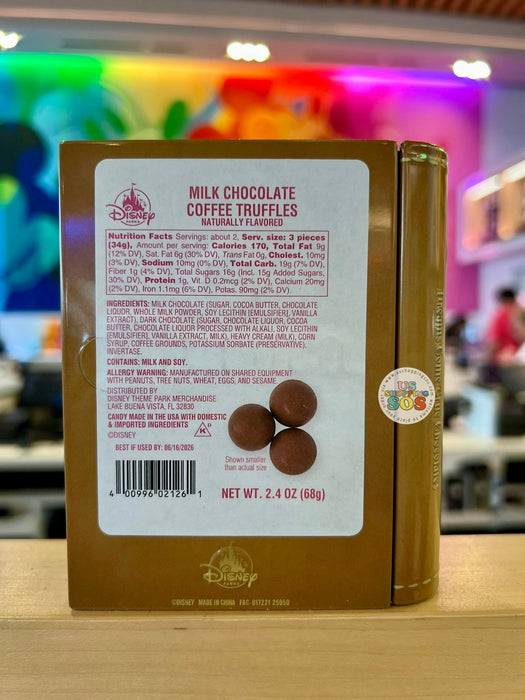 Disney
PARKS
MILK CHOCOLATE
COFFEE TRUFFLES
NATURALLY FLAVORED
Nutrition Facts Servings: about 2, Serv. size: 3 pieces
(34g), Amount per serving: Calories 170, Total Fat 9g
(12% DV), Sat. Fat 6g (30% DV), Trans Fat 0g, Cholest. 10mg
(3% DV), Sodium 10mg (0% DV), Total Carb. 19g (7% DV),
Fiber 1g (4% DV), Total Sugars 16g (Incl. 15g Added Sugars,
30% DV), Protein 1g, Vit. D 0.2mcg (2% DV), Calcium 20mg
(2% DV), Iron 1.1mg (6% DV), Potas. 90mg (2% DV).
INGREDIENTS: MILK CHOCOLATE (SUGAR, COCOA BUTTER, CHOCOLATE
LIQUOR, WHOLE MILK POWDER, SOY LECITHIN [EMULSIFIER], VANILLA
EXTRACT), DARK CHOCOLATE (SUGAR, CHOCOLATE LIQUOR, COCOA
BUTTER, CHOCOLATE LIQUOR PROCESSED WITH ALKALI, SOY LECITHIN
[EMULSIFIER], VANILLA EXTRACT, MILK), HEAVY CREAM (MILK), CORN
SYRUP, COFFEE GROUNDS, POTASSIUM SORBATE (PRESERVATIVE),
INVERTASE.
CONTAINS: MILK AND SOY.
ALLERGY WARNING: MANUFACTURED ON SHARED EQUIPMENT
WITH PEANUTS, TREE NUTS, WHEAT, EGGS, AND SESAME.
DISTRIBUTED BY
DISNEY THEME PARK MERCHANDISE
LAKE BUENA VISTA, FL 32830
CANDY MADE IN THE USA WITH DOMESTIC
& IMPORTED INGREDIENTS
©DISNEY
BEST IF USED BY: 06/16/2026
Shown smaller
than actual size
4 00996 02126 1
NET WT. 2.4 OZ (68g)
US
SHOPPING
SOS
Disney
PARKS
©DISNEY MADE IN CHINA FAC-017221 25050